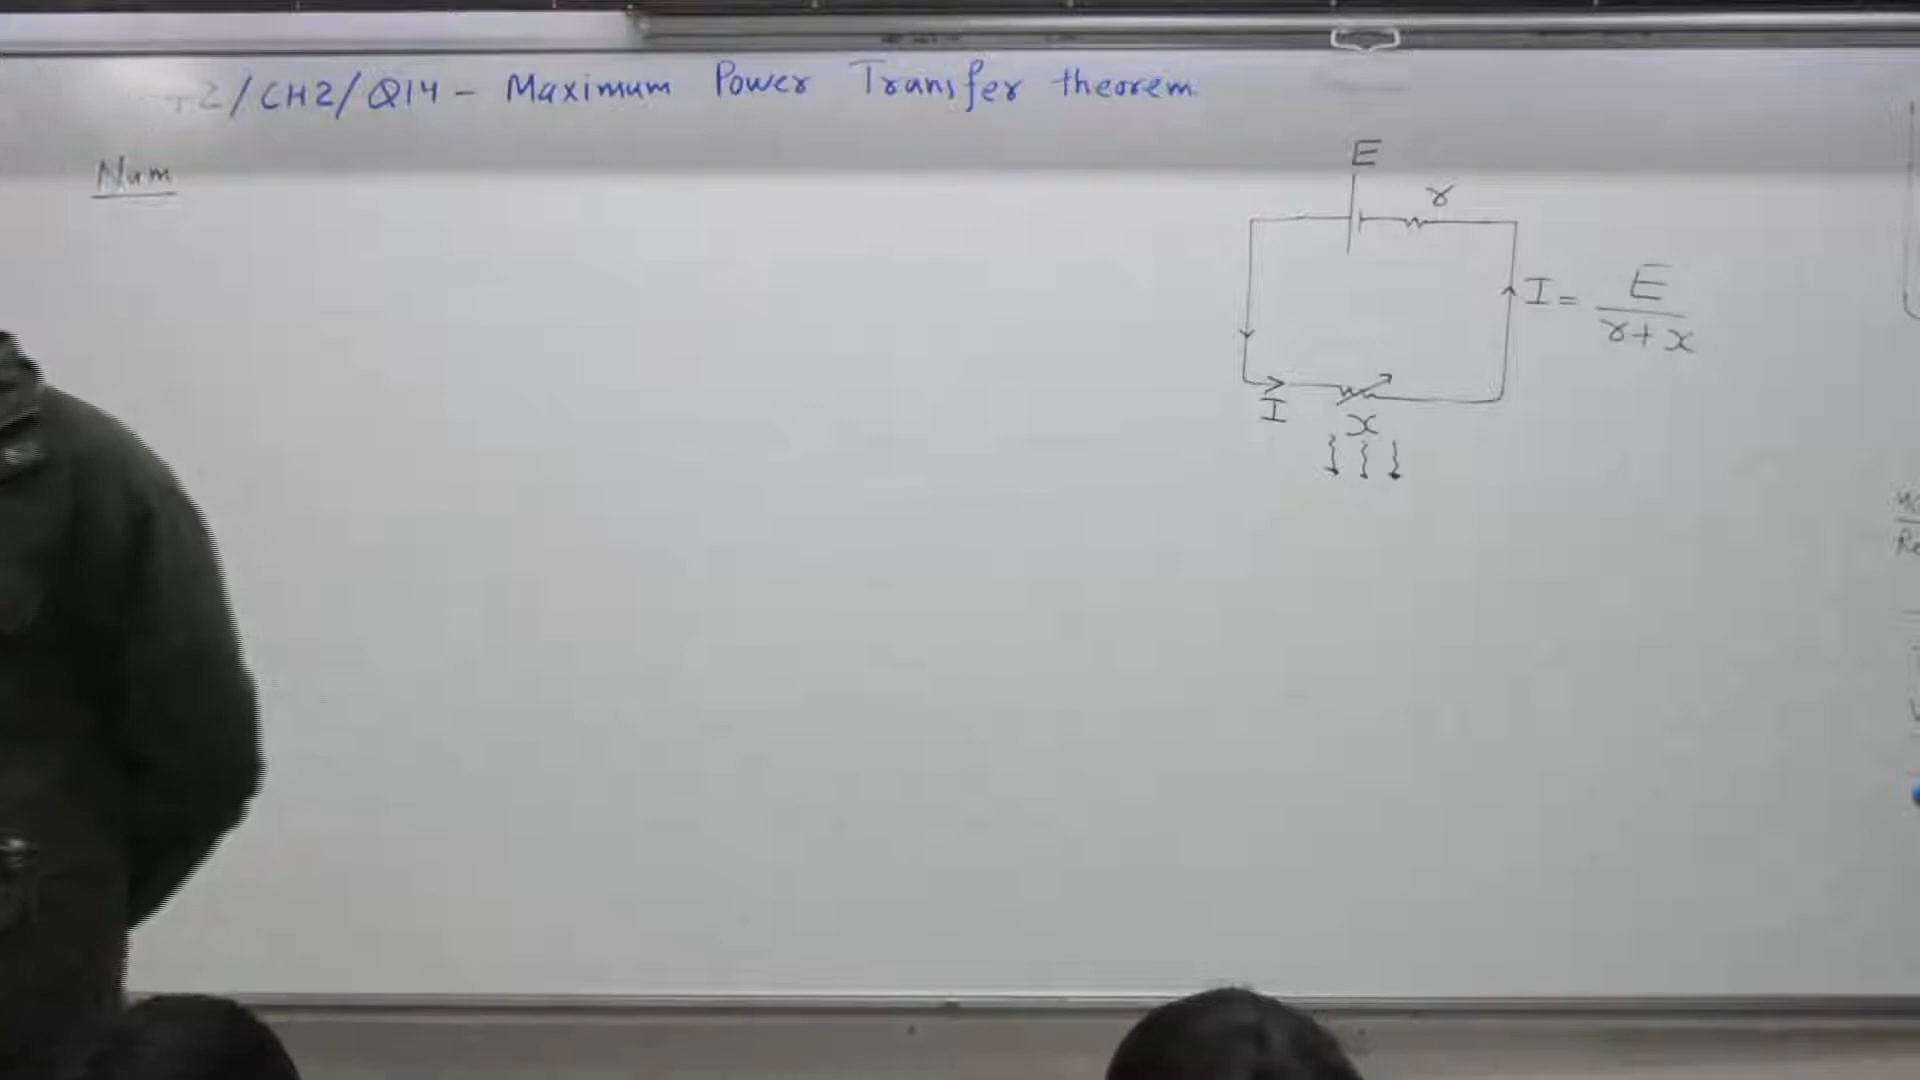 2/CH2/Q14 - Maximum Power Transfer theorem
Num
E
r
I = E / r + x
I
x